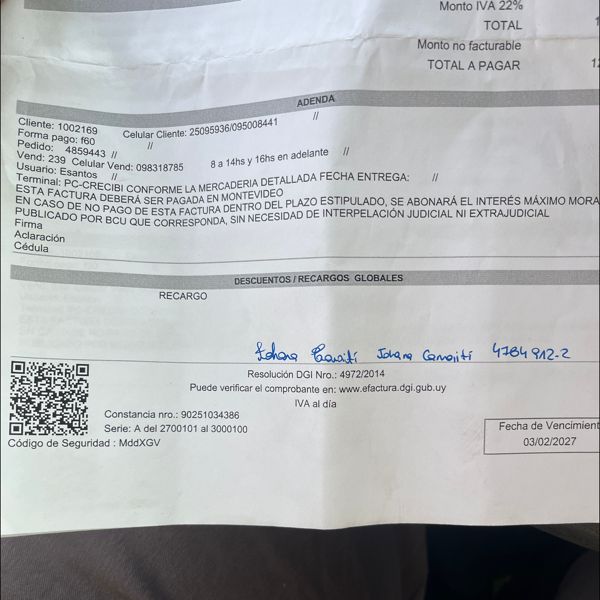 Monto IVA 22%
TOTAL 1
Monto no facturable
TOTAL A PAGAR 12
ADENDA
Cliente: 1002169 Celular Cliente: 25095936/095008441 //
Forma pago: f60 //
Pedido: 4859443 //
Vend: 239 Celular Vend: 098318785 8 a 14hs y 16hs en adelante //
Usuario: Esantos //
Terminal: PC-CRECIBI CONFORME LA MERCADERIA DETALLADA FECHA ENTREGA: //
ESTA FACTURA DEBERÁ SER PAGADA EN MONTEVIDEO
EN CASO DE NO PAGO DE ESTA FACTURA DENTRO DEL PLAZO ESTIPULADO, SE ABONARÁ EL INTERÉS MÁXIMO MORA
PUBLICADO POR BCU QUE CORRESPONDA, SIN NECESIDAD DE INTERPELACIÓN JUDICIAL NI EXTRAJUDICIAL
Firma
Aclaración
Cédula
DESCUENTOS / RECARGOS GLOBALES
RECARGO
Johana 4784912-2
Resolución DGI Nro.: 4972/2014
Puede verificar el comprobante en: www.efactura.dgi.gub.uy
IVA al día
Constancia nro.: 90251034386
Serie: A del 2700101 al 3000100
Código de Seguridad : MddXGV
Fecha de Vencimient
03/02/2027